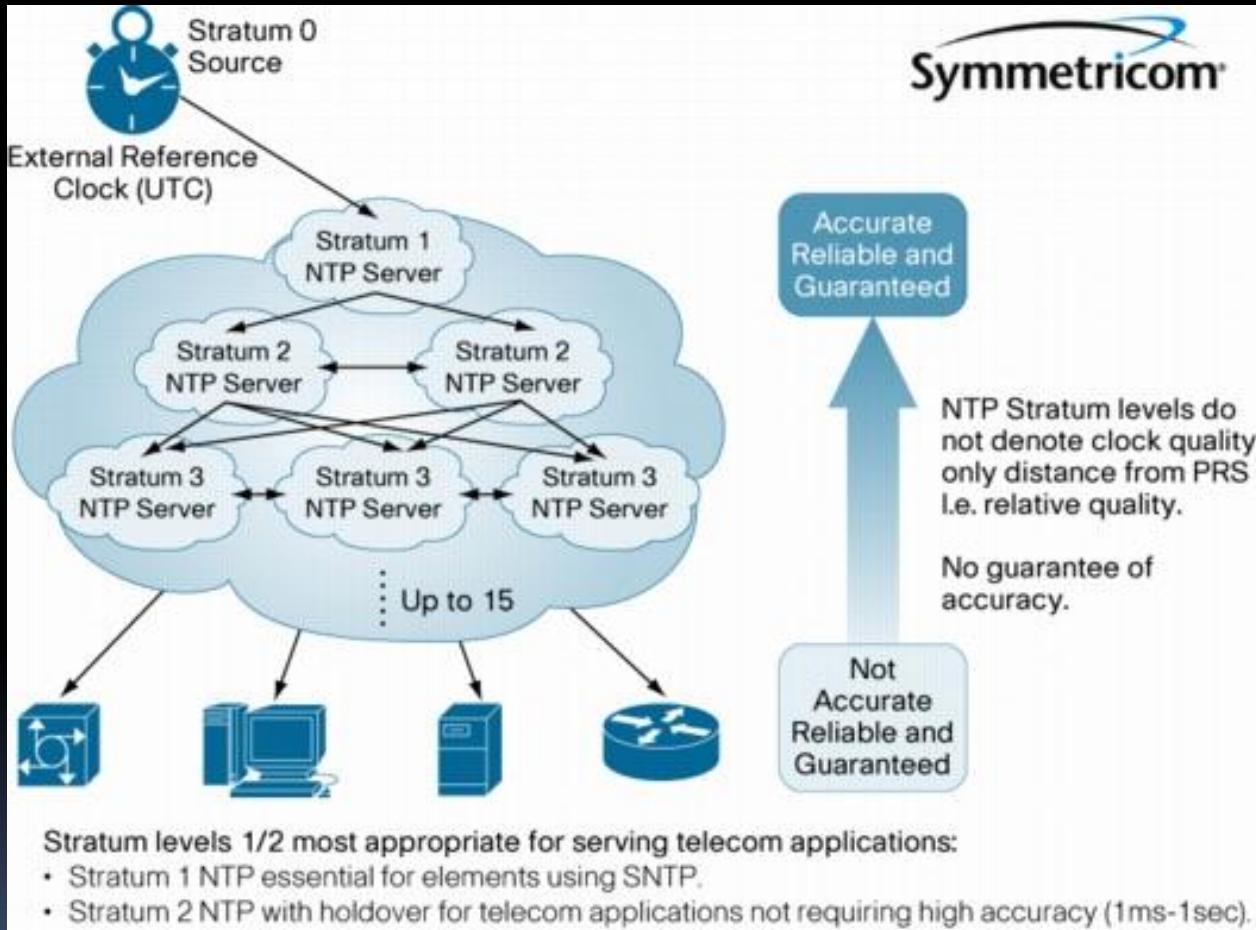 Stratum 0
Source
Symmetricom
External Reference
Clock (UTC)
Stratum 1
NTP Server
Stratum 2
NTP Server
Stratum 2
NTP Server
Stratum 3
NTP Server
Stratum 3
NTP Server
Stratum 3
NTP Server
Up to 15
Accurate
Reliable and
Guaranteed
NTP Stratum levels do
not denote clock quality
only distance from PRS
I.e. relative quality.
No guarantee of
accuracy.
Not
Accurate
Reliable and
Guaranteed
Stratum levels 1/2 most appropriate for serving telecom applications:
• Stratum 1 NTP essential for elements using SNTP.
• Stratum 2 NTP with holdover for telecom applications not requiring high accuracy (1ms-1sec).